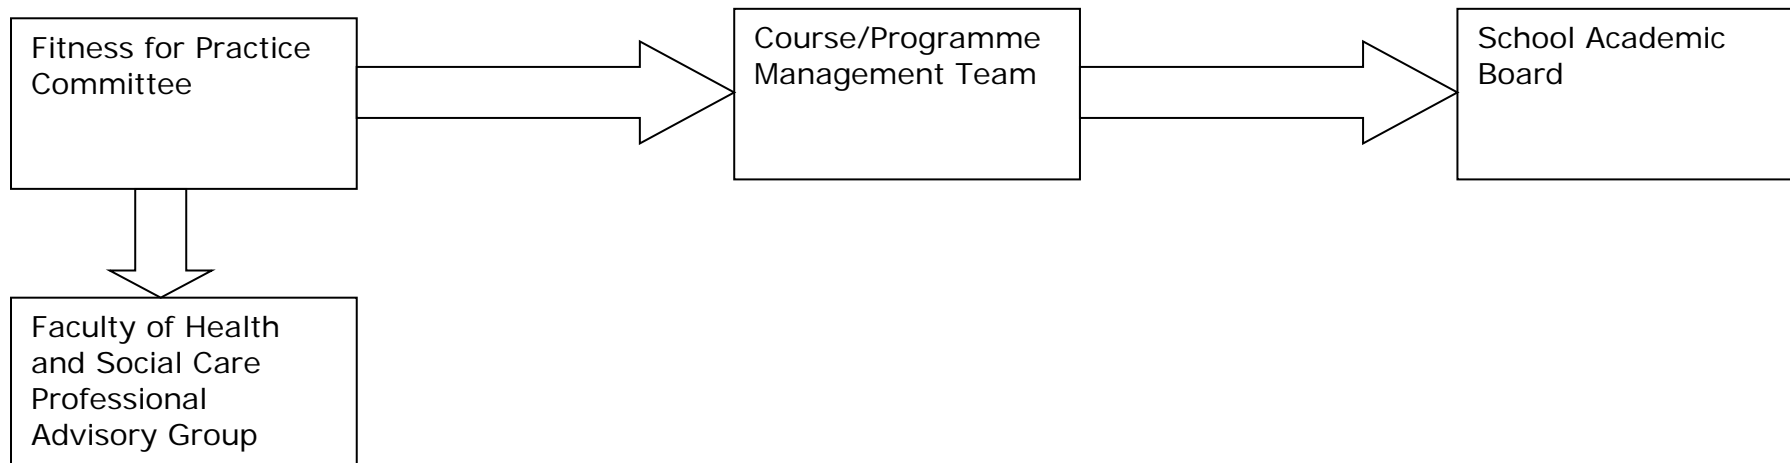 Fitness for Practice
Committee
Course/Programme
Management Team
School Academic
Board
Faculty of Health
and Social Care
Professional
Advisory Group